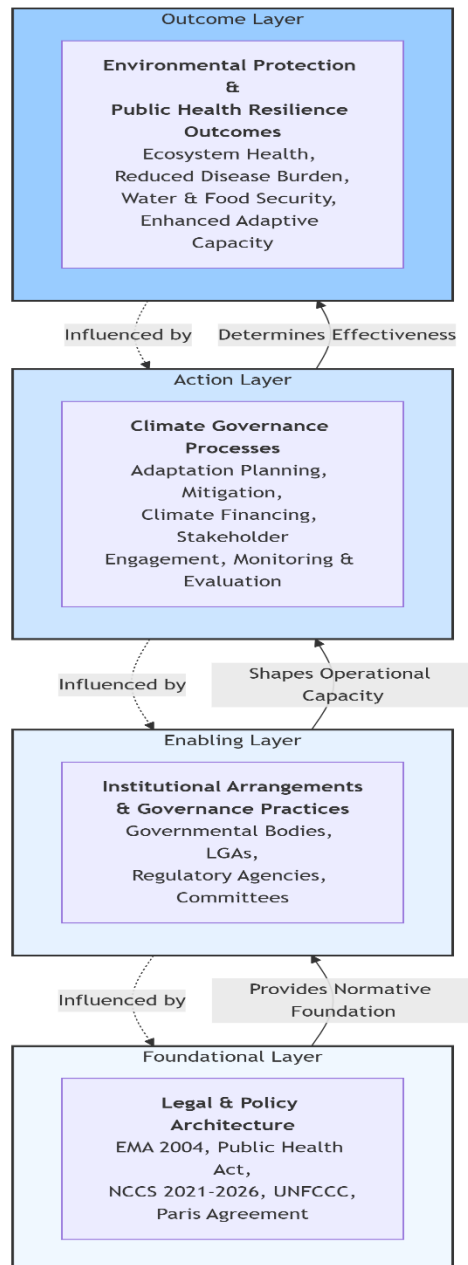 Outcome Layer
Environmental Protection
&
Public Health Resilience
Outcomes
Ecosystem Health,
Reduced Disease Burden,
Water & Food Security,
Enhanced Adaptive
Capacity
Influenced by
Determines Effectiveness
Action Layer
Climate Governance
Processes
Adaptation Planning,
Mitigation,
Climate Financing,
Stakeholder
Engagement, Monitoring &
Evaluation
Influenced by
Shapes Operational
Capacity
Enabling Layer
Institutional Arrangements
& Governance Practices
Governmental Bodies,
LGAs,
Regulatory Agencies,
Committees
Influenced by
Provides Normative
Foundation
Foundational Layer
Legal & Policy
Architecture
EMA 2004, Public Health
Act,
NCCS 2021-2026, UNFCCC,
Paris Agreement